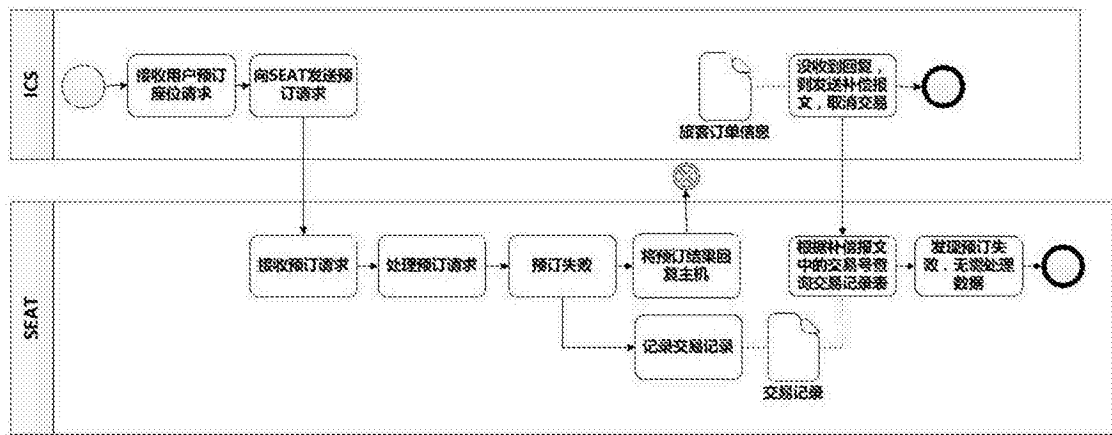 ICS
接收用户预订
座位请求
向SEAT发送预
订请求
旅客订单信息
没收到回复，
则发送补偿报
文，取消交易
SEAT
接收预订请求
处理预订请求
预订失败
将预订结果回
复主机
根据补偿报文
中的交易号查
询交易记录表
发现预订失
败，无需处理
数据
记录交易记录
交易记录